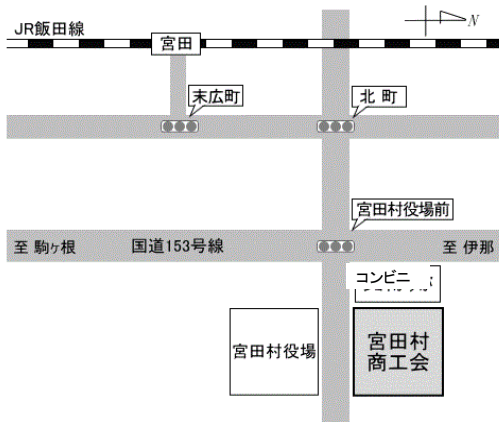 JR飯田線
N
宮田
末広町
北町
宮田村役場前
至 駒ヶ根
国道153号線
至 伊那
コンビニ
宮田村役場
宮田村
商工会